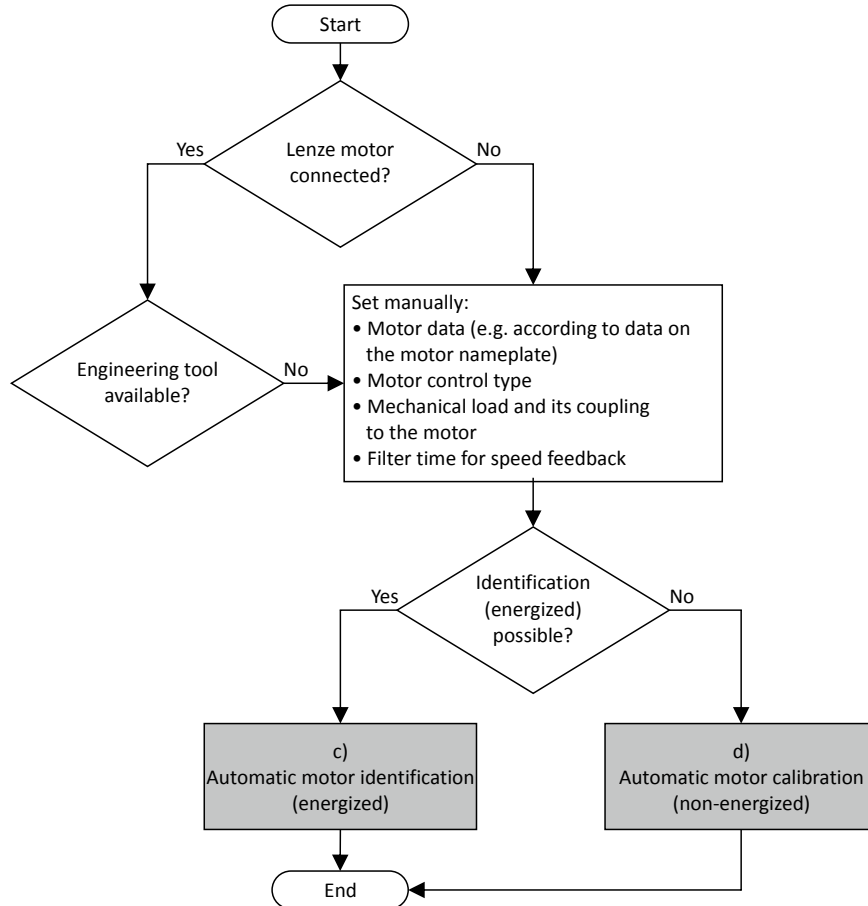 Start
Lenze motor
connected?
Yes
No
Engineering tool
available?
No
Set manually:
• Motor data (e.g. according to data on
the motor nameplate)
• Motor control type
• Mechanical load and its coupling
to the motor
• Filter time for speed feedback
Identification
(energized)
possible?
Yes
No
c)
Automatic motor identification
(energized)
d)
Automatic motor calibration
(non-energized)
End